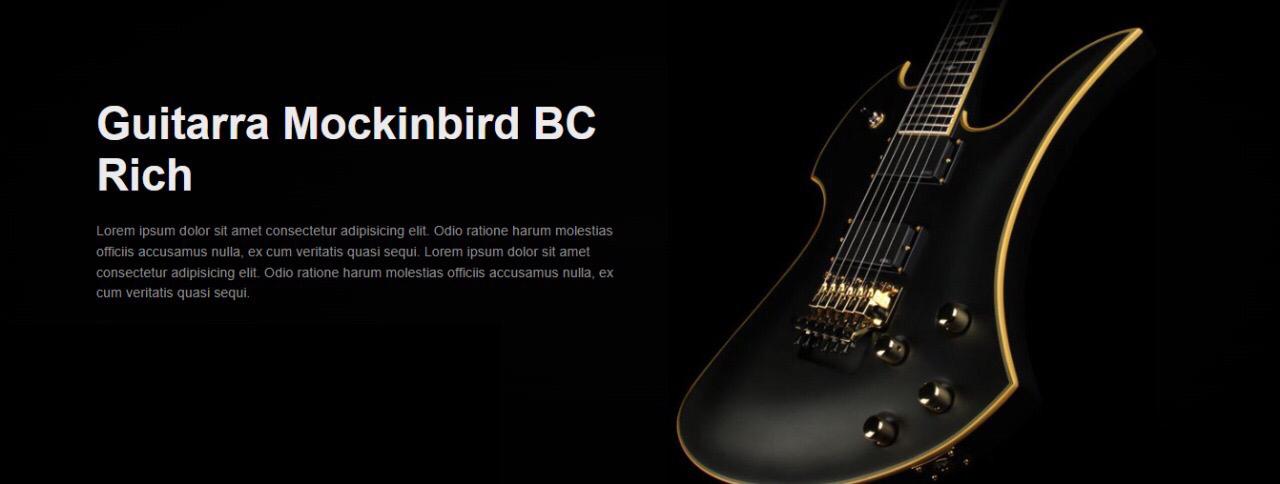 Guitarra Mockinbird BC
Rich
Lorem ipsum dolor sit amet consectetur adipisicing elit. Odio ratione harum molestias
officiis accusamus nulla, ex cum veritatis quasi sequi. Lorem ipsum dolor sit amet
consectetur adipisicing elit. Odio ratione harum molestias officiis accusamus nulla, ex
cum veritatis quasi sequi.